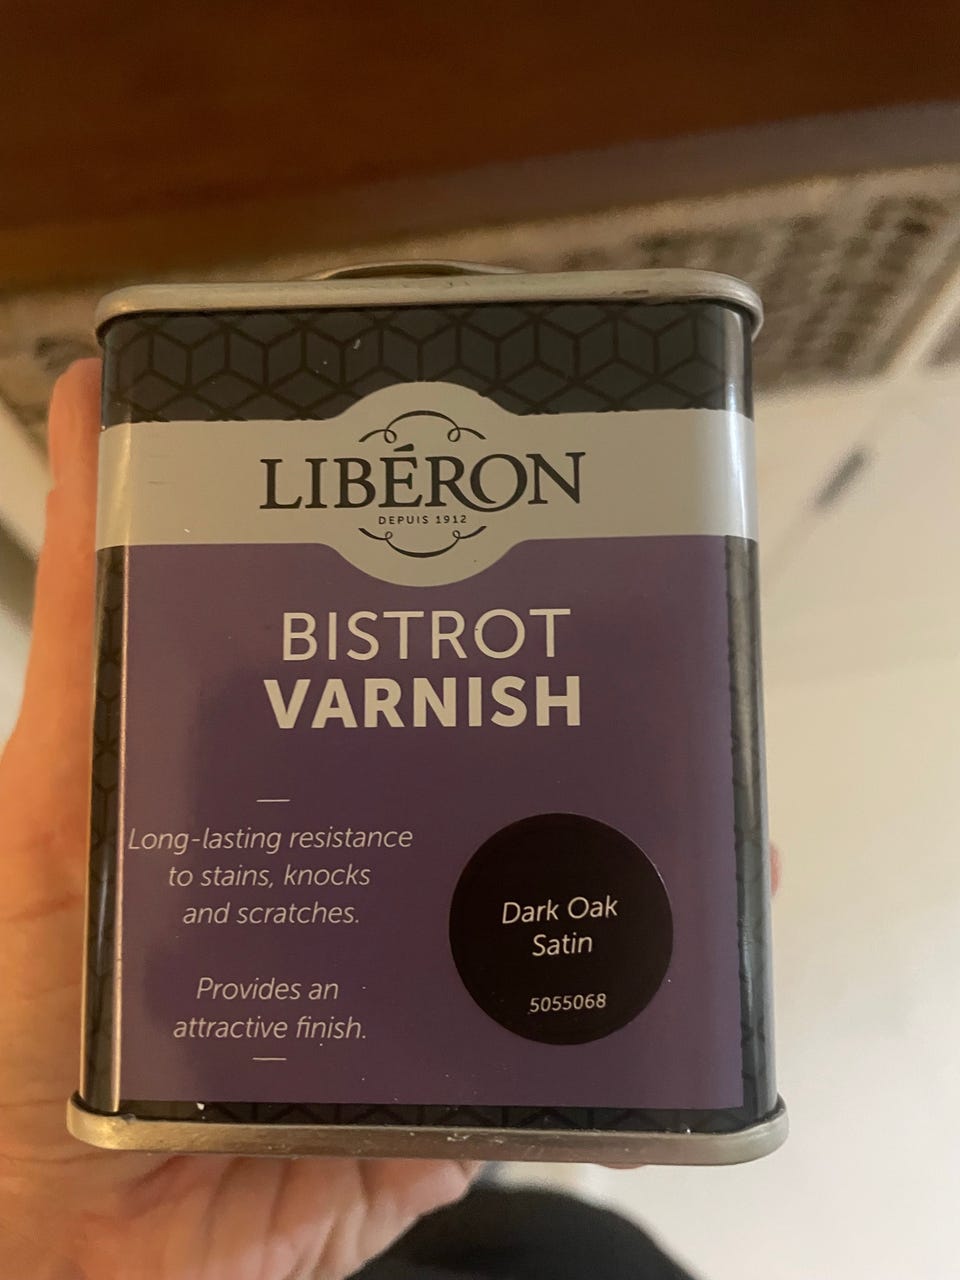 LIBÉRON
DEPUIS 1912
BISTROT
VARNISH
Long-lasting resistance
to stains, knocks
and scratches.
Provides an
attractive finish.
Dark Oak
Satin
5055068